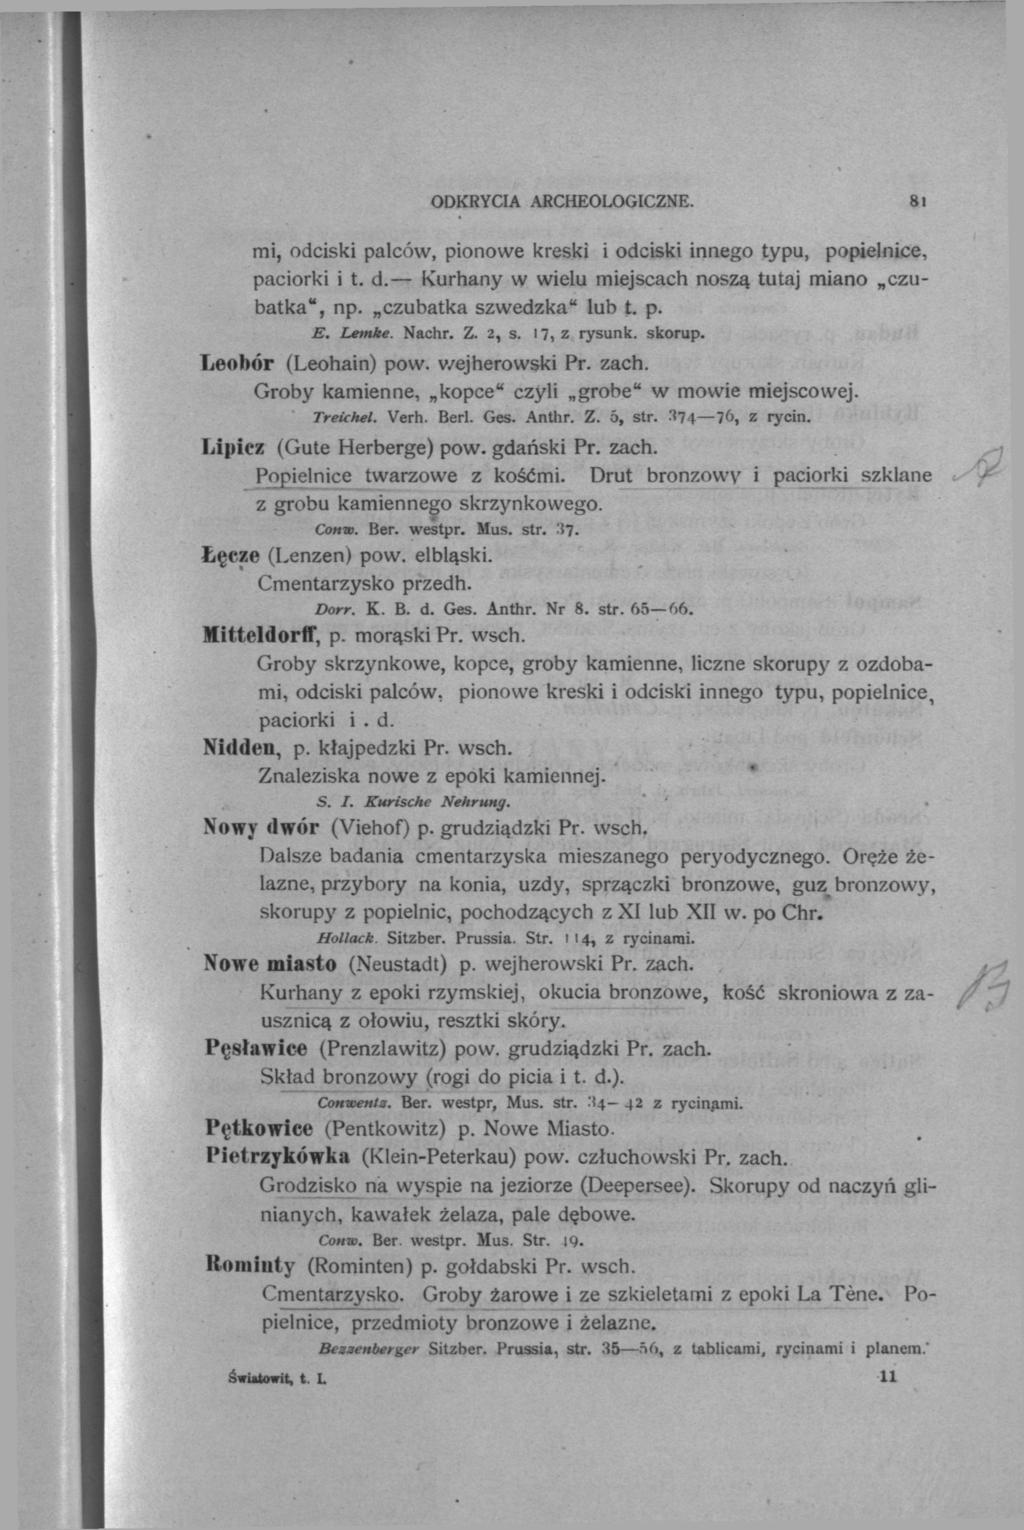 ODKRYCIA ARCHEOLOGICZNE. 81
mi, odciski palców, pionowe kreski i odciski innego typu, popielnice,
paciorki i t. d.— Kurhany w wielu miejscach noszą tutaj miano „czu-
batka“, np. „czubatka szwedzka“ lub t. p.
E. Lemke. Nachr. Z. 2, s. 17, z rysunk. skorup.
Leobór (Leohain) pow. wejherowski Pr. zach.
Groby kamienne, „kopce“ czyli „grobe“ w mowie miejscowej.
Treichel. Verh. Berl. Ges. Anthr. Z. 5, str. 374—76, z rycin.
Lipicz (Gute Herberge) pow. gdański Pr. zach.
Popielnice twarzowe z kośćmi. Drut bronzowy i paciorki szklane
z grobu kamiennego skrzynkowego.
Conw. Ber. westpr. Mus. str. 37.
Łęcze (Lenzen) pow. elbląski.
Cmentarzysko przedh.
Dorr. K. B. d. Ges. Anthr. Nr 8. str. 65—66.
Mitteldorff, p. morąski Pr. wsch.
Groby skrzynkowe, kopce, groby kamienne, liczne skorupy z ozdoba-
mi, odciski palców, pionowe kreski i odciski innego typu, popielnice,
paciorki i . d.
Nidden, p. kłajpedzki Pr. wsch.
Znaleziska nowe z epoki kamiennej.
S. I. Kurische Nehrung.
Nowy dwór (Viehof) p. grudziądzki Pr. wsch.
Dalsze badania cmentarzyska mieszanego peryodycznego. Oręże że-
lazne, przybory na konia, uzdy, sprzączki bronzowe, guz bronzowy,
skorupy z popielnic, pochodzących z XI lub XII w. po Chr.
Hollack. Sitzber. Prussia. Str. 114, z rycinami.
Nowe miasto (Neustadt) p. wejherowski Pr. zach.
Kurhany z epoki rzymskiej, okucia bronzowe, kość skroniowa z za-
usznicą z ołowiu, resztki skóry.
Pęsławice (Prenzlawitz) pow. grudziądzki Pr. zach.
Skład bronzowy (rogi do picia i t. d.).
Conwentz. Ber. westpr, Mus. str. 34—42 z rycinami.
Pętkowice (Pentkowitz) p. Nowe Miasto.
Pietrzykówka (Klein-Peterkau) pow. człuchowski Pr. zach.
Grodzisko na wyspie na jeziorze (Deepersee). Skorupy od naczyń gli-
nianych, kawałek żelaza, pale dębowe.
Conw. Ber. westpr. Mus. Str. 49.
Rominty (Rominten) p. gołdabski Pr. wsch.
Cmentarzysko. Groby żarowe i ze szkieletami z epoki La Tène. Po-
pielnice, przedmioty bronzowe i żelazne.
Bezzenberger Sitzber. Prussia, str. 35—56, z tablicami, rycinami i planem.
Światowit, t. I. 11